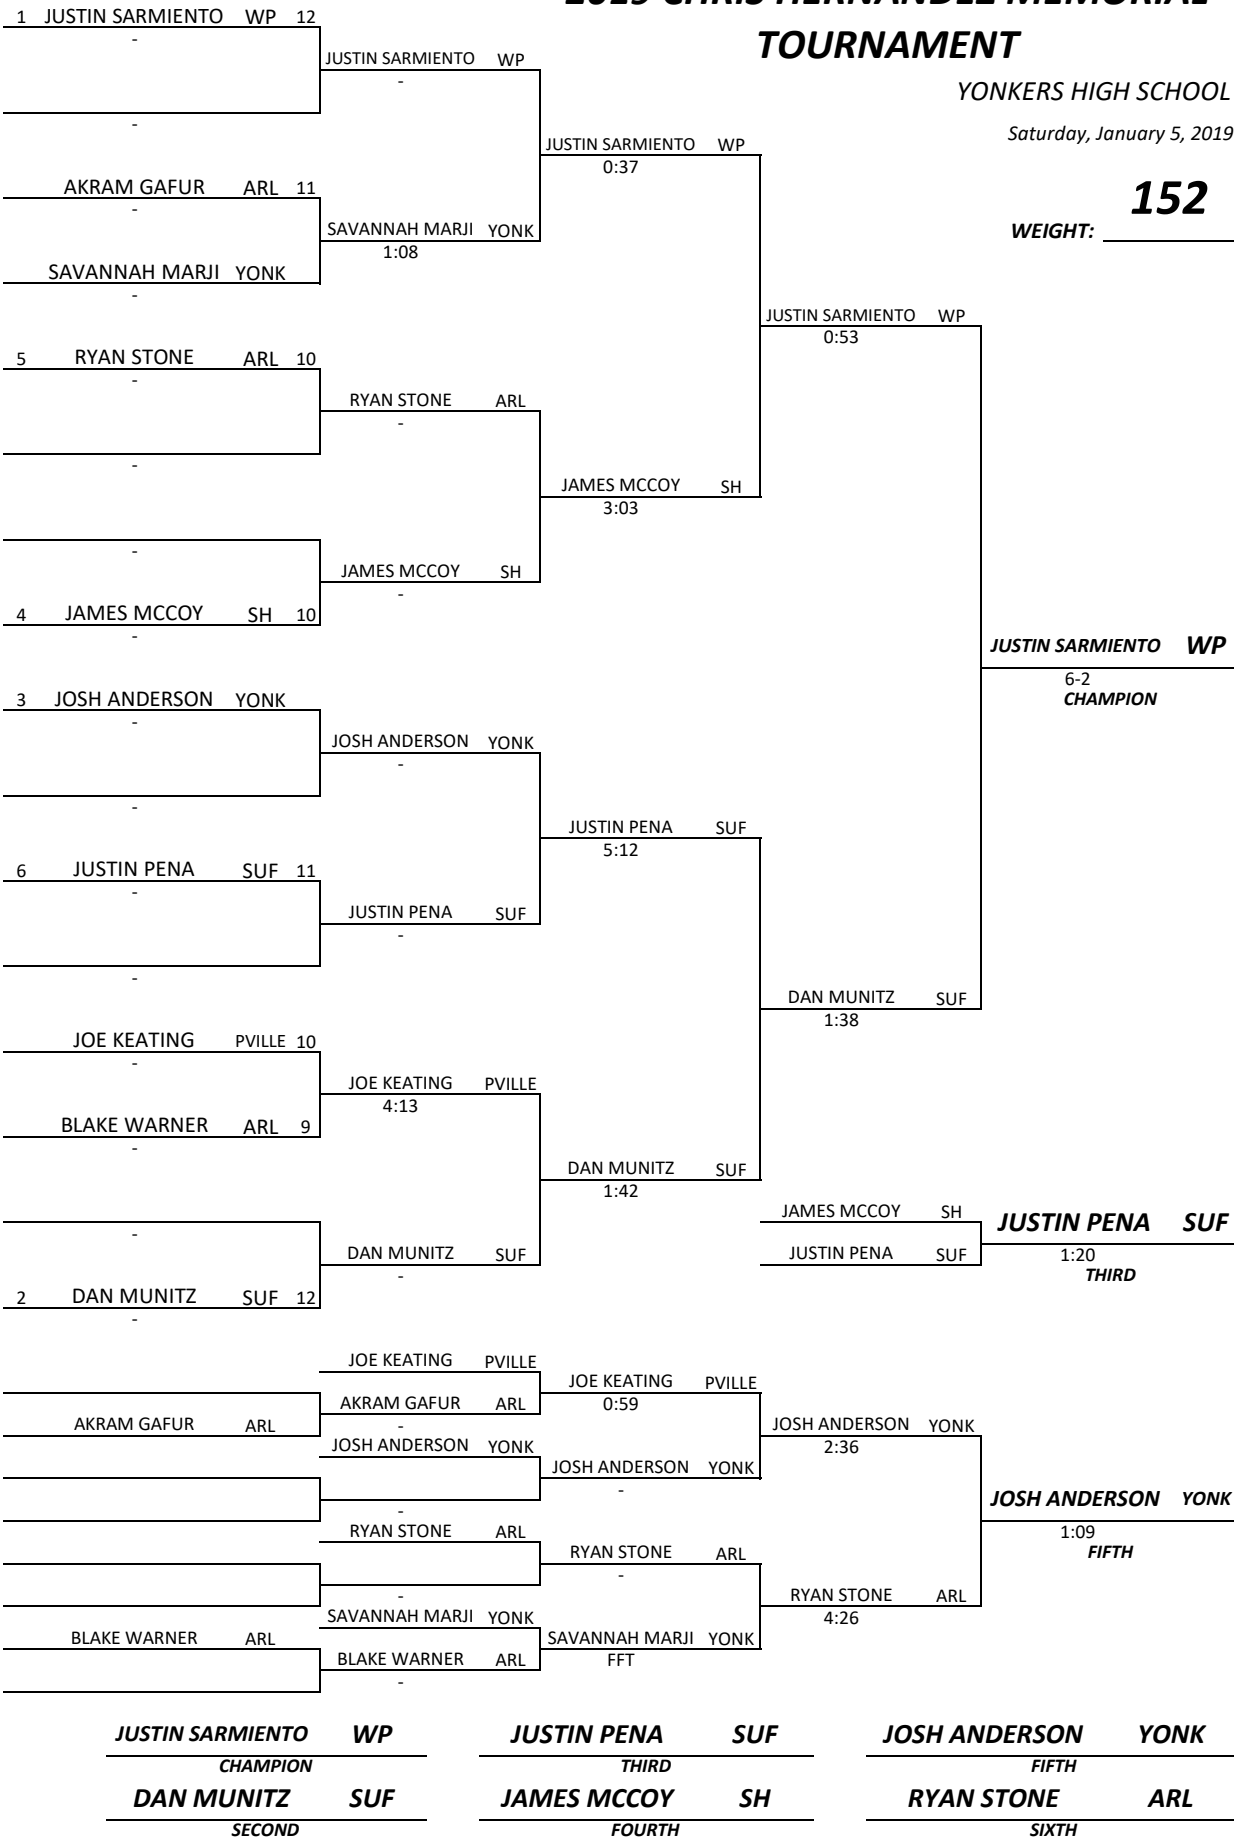 TOURNAMENT
YONKERS HIGH SCHOOL
Saturday, January 5, 2019
152
WEIGHT:
1 JUSTIN SARMIENTO WP 12
-
JUSTIN SARMIENTO WP
-
-
JUSTIN SARMIENTO WP
0:37
AKRAM GAFUR ARL 11
-
SAVANNAH MARJI YONK
1:08
SAVANNAH MARJI YONK
-
JUSTIN SARMIENTO WP
0:53
5 RYAN STONE ARL 10
-
RYAN STONE ARL
-
-
JAMES MCCOY SH
3:03
-
JAMES MCCOY SH
-
4 JAMES MCCOY SH 10
-
JUSTIN SARMIENTO WP
6-2
CHAMPION
3 JOSH ANDERSON YONK
-
JOSH ANDERSON YONK
-
-
JUSTIN PENA SUF
5:12
6 JUSTIN PENA SUF 11
-
JUSTIN PENA SUF
-
-
DAN MUNITZ SUF
1:38
JOE KEATING PVILLE 10
-
JOE KEATING PVILLE
4:13
BLAKE WARNER ARL 9
-
DAN MUNITZ SUF
1:42
-
DAN MUNITZ SUF
-
2 DAN MUNITZ SUF 12
-
JAMES MCCOY SH
JUSTIN PENA SUF
JUSTIN PENA SUF
1:20
THIRD
JOE KEATING PVILLE
JOE KEATING PVILLE
0:59
AKRAM GAFUR ARL
-
AKRAM GAFUR ARL
JOSH ANDERSON YONK
2:36
JOSH ANDERSON YONK
JOSH ANDERSON YONK
-
-
JOSH ANDERSON YONK
1:09
FIFTH
RYAN STONE ARL
RYAN STONE ARL
-
-
RYAN STONE ARL
4:26
SAVANNAH MARJI YONK
BLAKE WARNER ARL
SAVANNAH MARJI YONK
FFT
BLAKE WARNER ARL
-
JUSTIN SARMIENTO WP
CHAMPION
JUSTIN PENA SUF
THIRD
JOSH ANDERSON YONK
FIFTH
DAN MUNITZ SUF
SECOND
JAMES MCCOY SH
FOURTH
RYAN STONE ARL
SIXTH